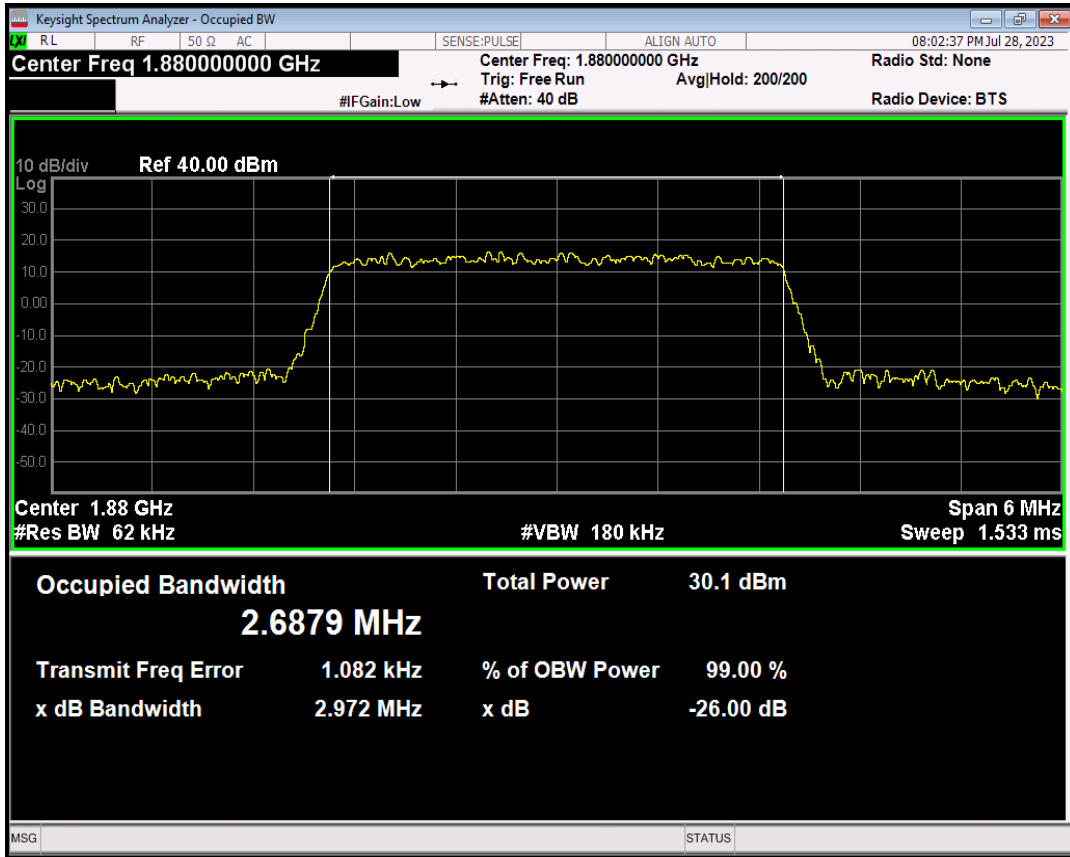 Keysight Spectrum Analyzer - Occupied BW
LXI RL RF 50 Ω AC SENSE:PULSE ALIGN AUTO 08:02:37 PM Jul 28, 2023
Center Freq 1.880000000 GHz Center Freq: 1.880000000 GHz Radio Std: None
Trig: Free Run Avg|Hold: 200/200
#IFGain:Low #Atten: 40 dB Radio Device: BTS
10 dB/div Ref 40.00 dBm
Log
30.0
20.0
10.0
0.00
-10.0
-20.0
-30.0
-40.0
-50.0
Center 1.88 GHz Span 6 MHz
#Res BW 62 kHz #VBW 180 kHz Sweep 1.533 ms
Occupied Bandwidth Total Power 30.1 dBm
2.6879 MHz
Transmit Freq Error 1.082 kHz % of OBW Power 99.00 %
x dB Bandwidth 2.972 MHz x dB -26.00 dB
MSG STATUS